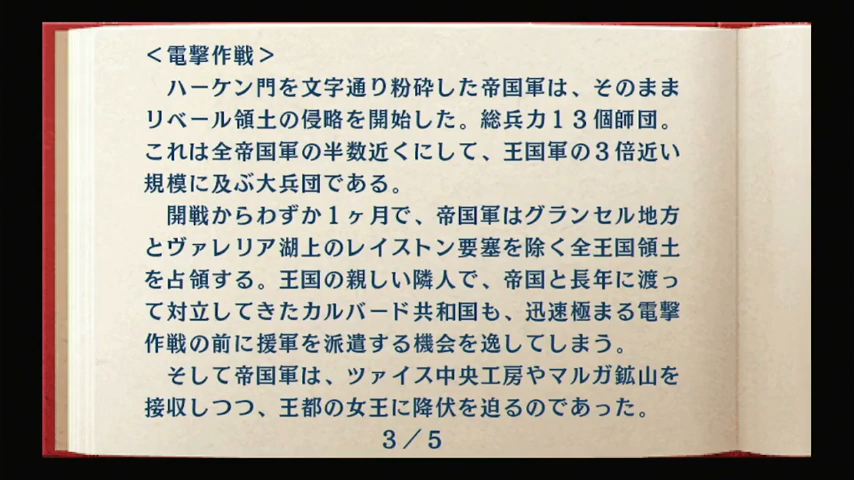 ＜電撃作戦＞
　ハーケン門を文字通り粉砕した帝国軍は、そのまま
リベール領土の侵略を開始した。総兵力１３個師団。
これは全帝国軍の半数近くにして、王国軍の３倍近い
規模に及ぶ大兵団である。
　開戦からわずか１ヶ月で、帝国軍はグランセル地方
とヴァレリア湖上のレイストン要塞を除く全王国領土
を占領する。王国の親しい隣人で、帝国と長年に渡っ
て対立してきたカルバード共和国も、迅速極まる電撃
作戦の前に援軍を派遣する機会を逸してしまう。
　そして帝国軍は、ツァイス中央工房やマルガ鉱山を
接収しつつ、王都の女王に降伏を迫るのであった。
３／５